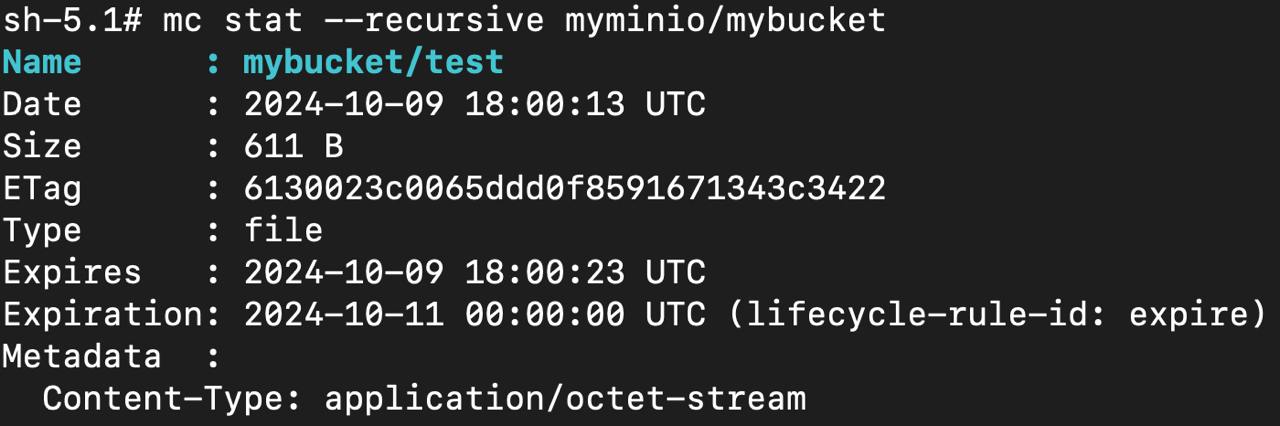 sh-5.1# mc stat --recursive myminio/mybucket
Name      : mybucket/test
Date      : 2024-10-09 18:00:13 UTC
Size      : 611 B
ETag      : 6130023c0065ddd0f8591671343c3422
Type      : file
Expires   : 2024-10-09 18:00:23 UTC
Expiration: 2024-10-11 00:00:00 UTC (lifecycle-rule-id: expire)
Metadata  :
  Content-Type: application/octet-stream